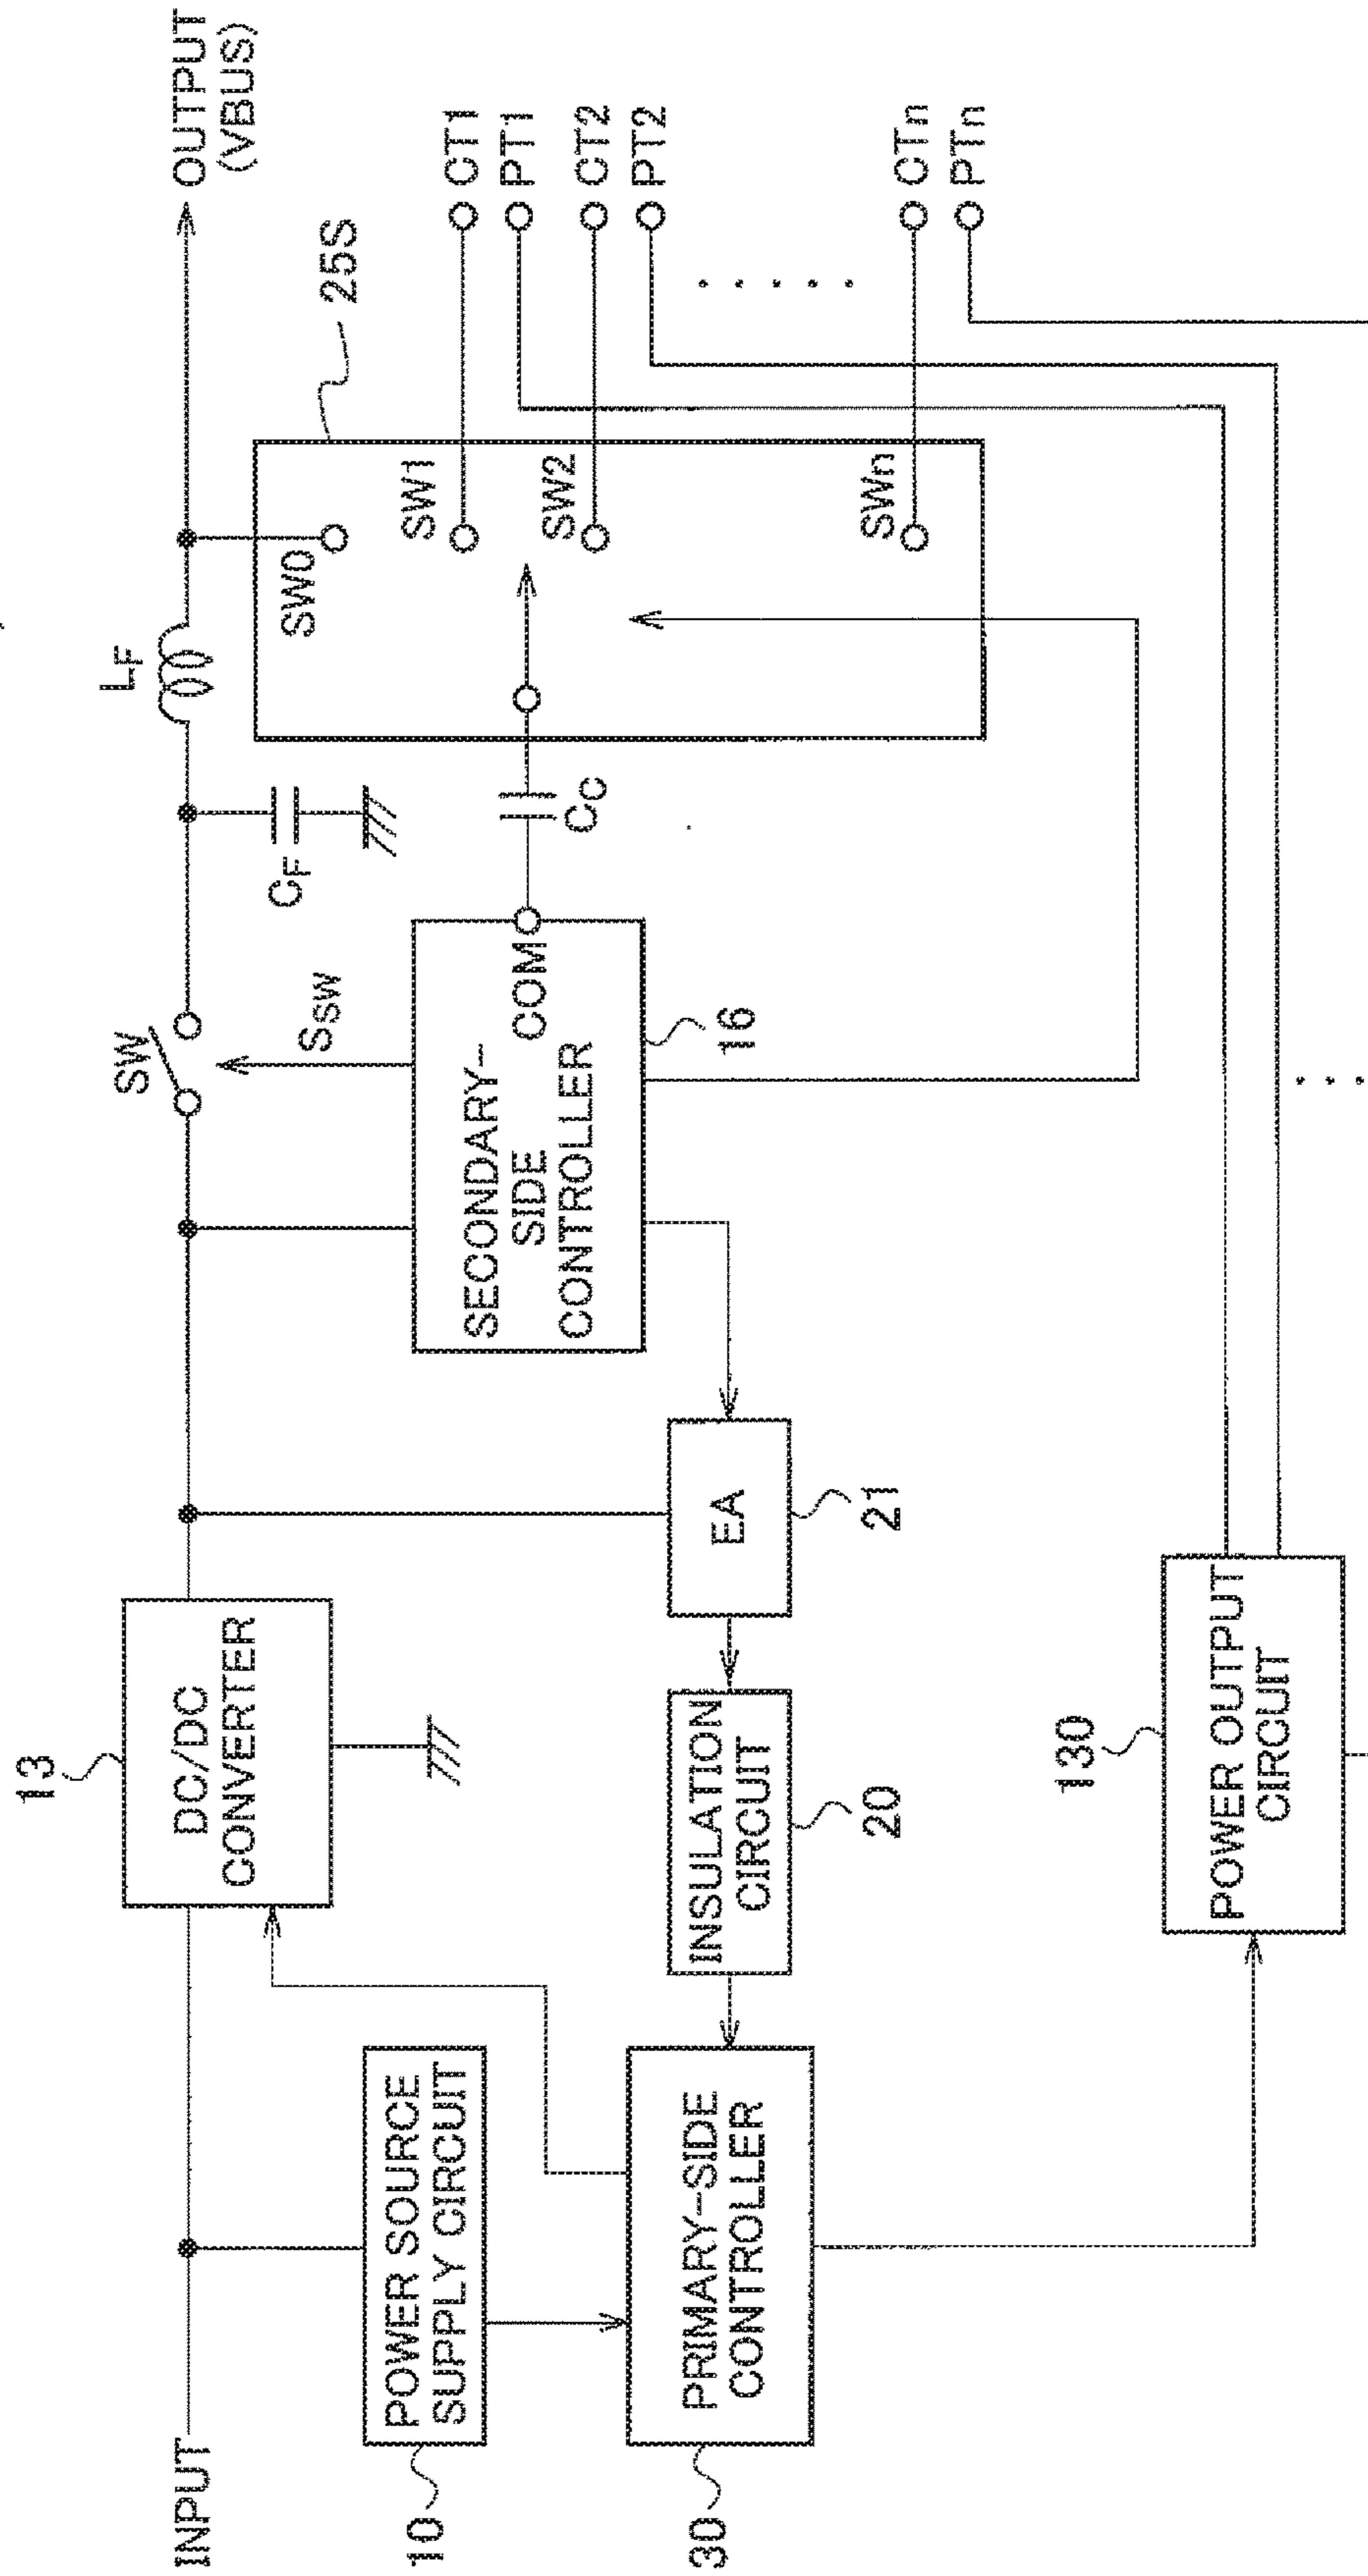 INPUT
OUTPUT
(VBUS)
13
DC/DC
CONVERTER
SW
SSW
CF
LF
25S
SW0
SW1
SW2
SWn
CT1
PT1
CT2
PT2
CTn
PTn
10
POWER SOURCE
SUPPLY CIRCUIT
SECONDARY-
SIDE
CONTROLLER
COM
CC
16
30
PRIMARY-SIDE
CONTROLLER
INSULATION
CIRCUIT
20
EA
21
130
POWER OUTPUT
CIRCUIT